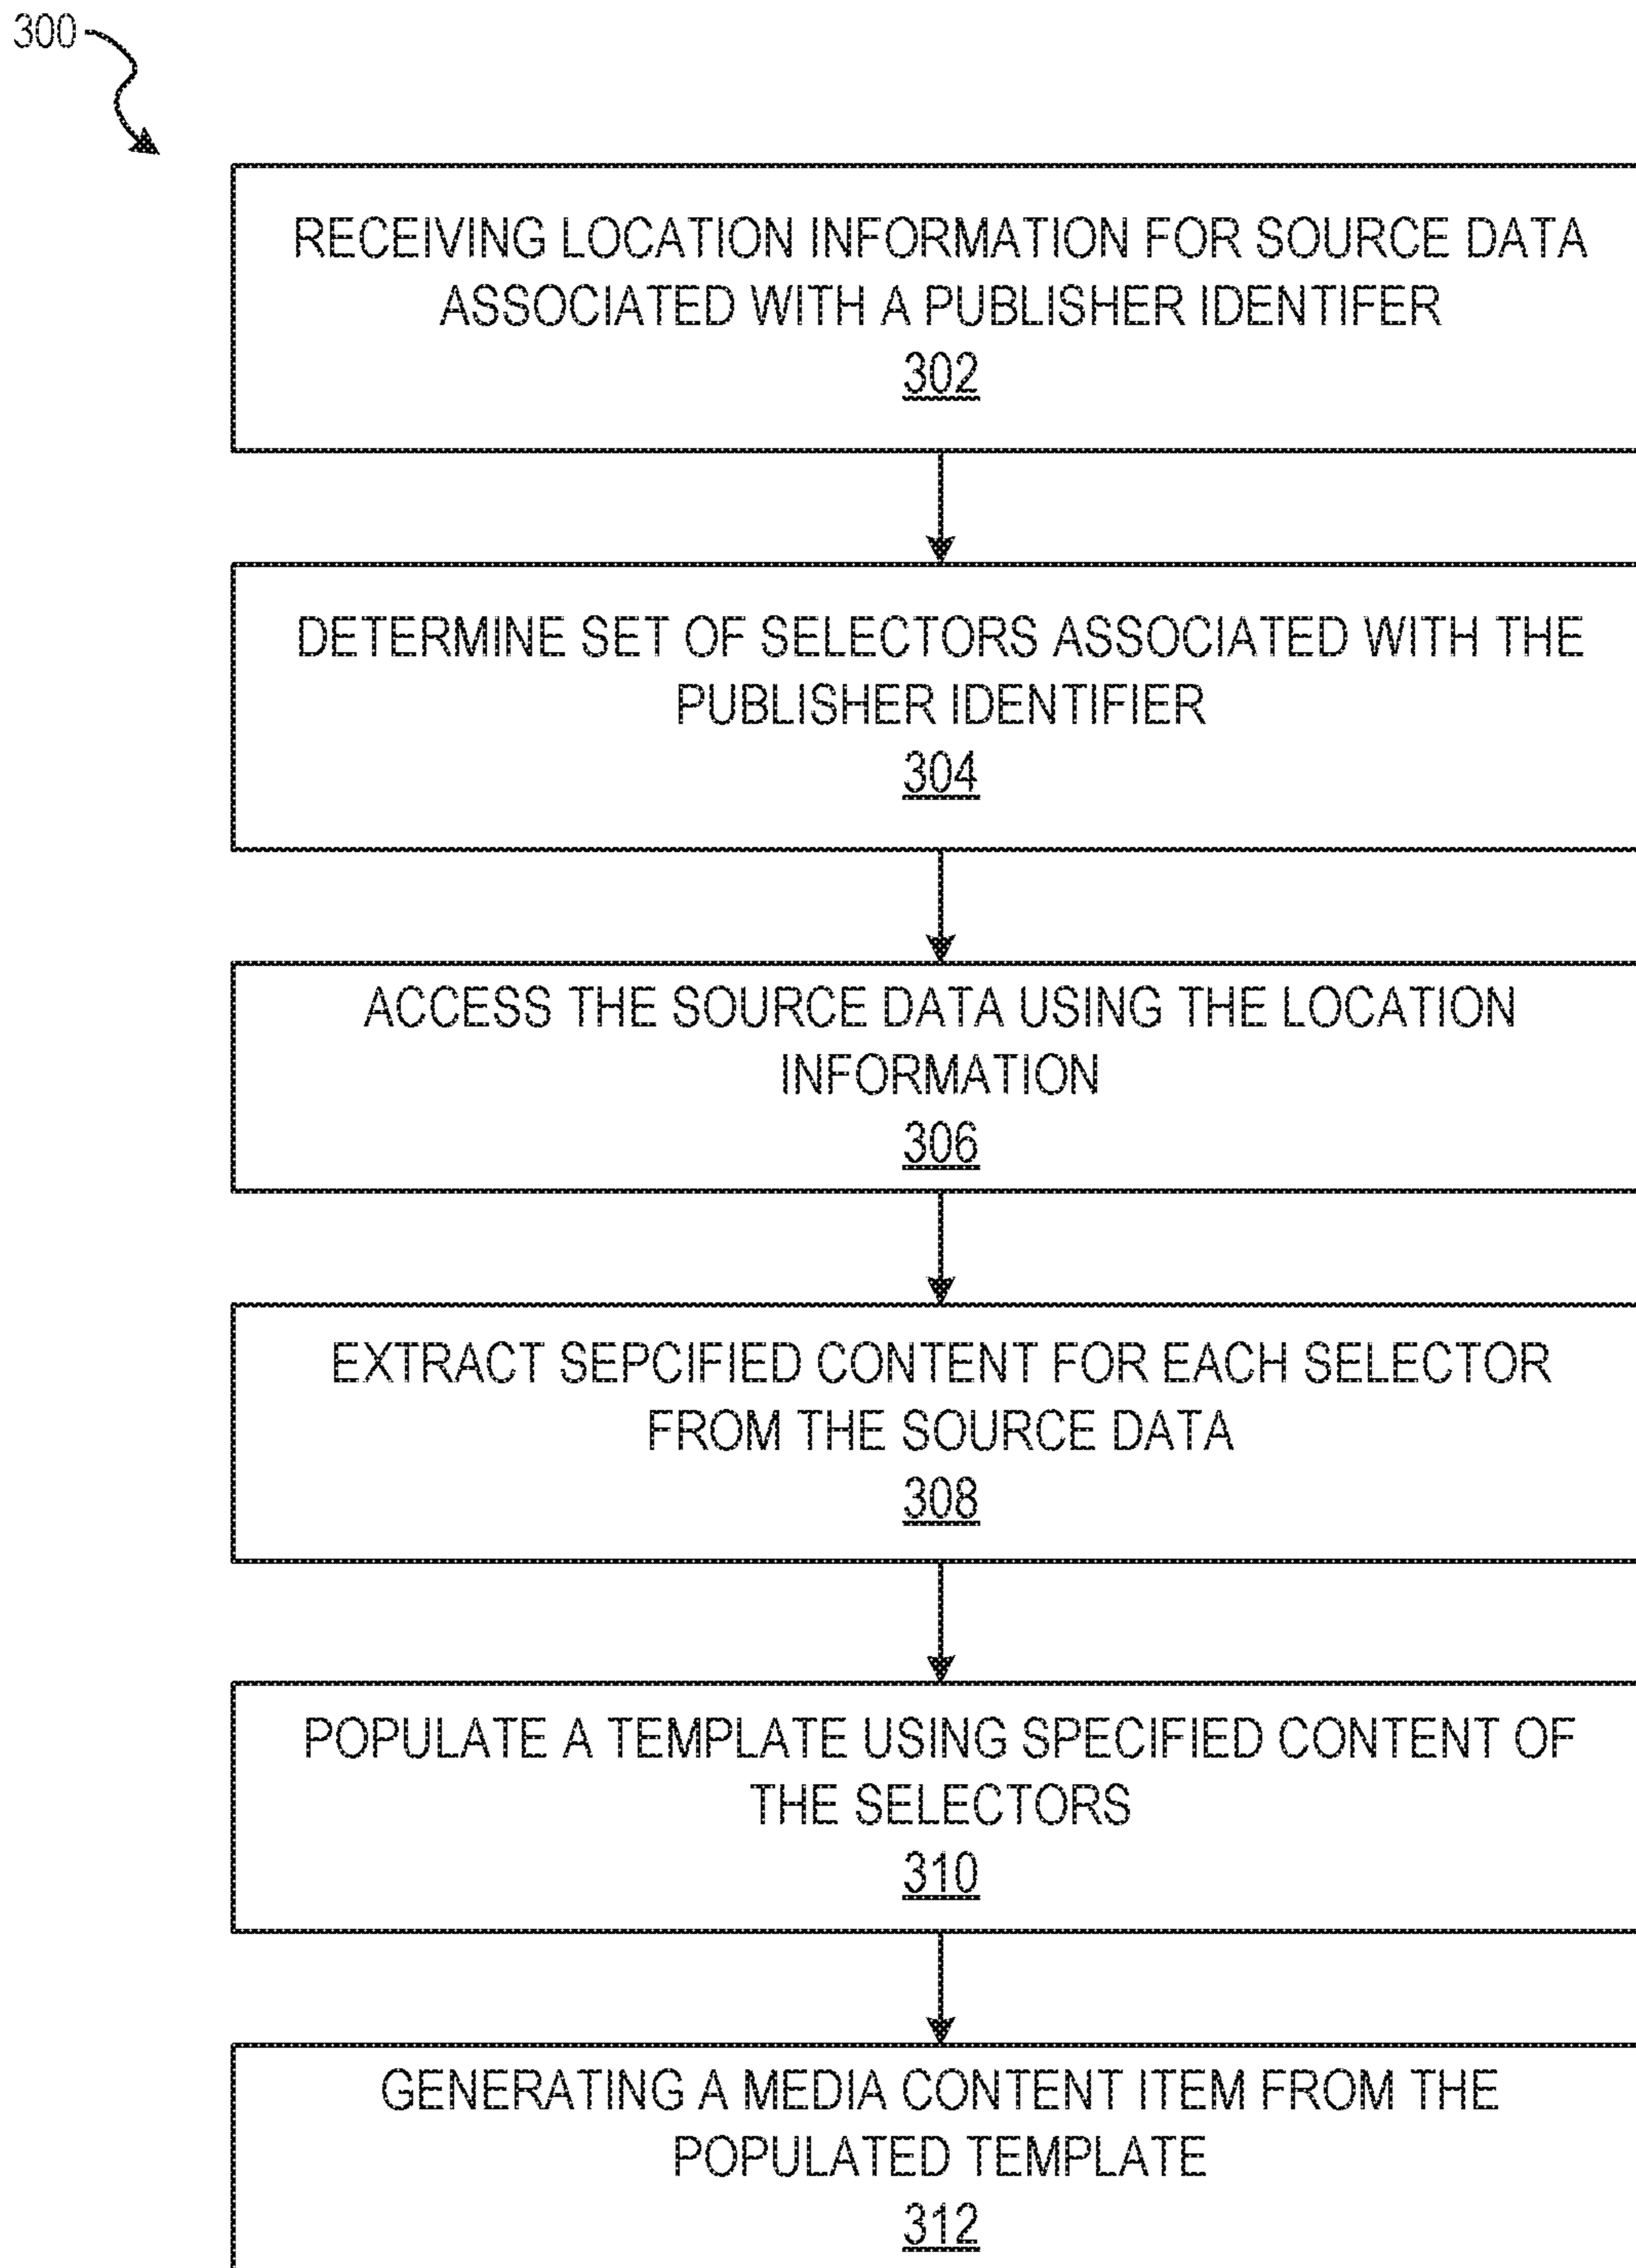 300
RECEIVING LOCATION INFORMATION FOR SOURCE DATA
ASSOCIATED WITH A PUBLISHER IDENTIFER
302
DETERMINE SET OF SELECTORS ASSOCIATED WITH THE
PUBLISHER IDENTIFIER
304
ACCESS THE SOURCE DATA USING THE LOCATION
INFORMATION
306
EXTRACT SEPCIFIED CONTENT FOR EACH SELECTOR
FROM THE SOURCE DATA
308
POPULATE A TEMPLATE USING SPECIFIED CONTENT OF
THE SELECTORS
310
GENERATING A MEDIA CONTENT ITEM FROM THE
POPULATED TEMPLATE
312